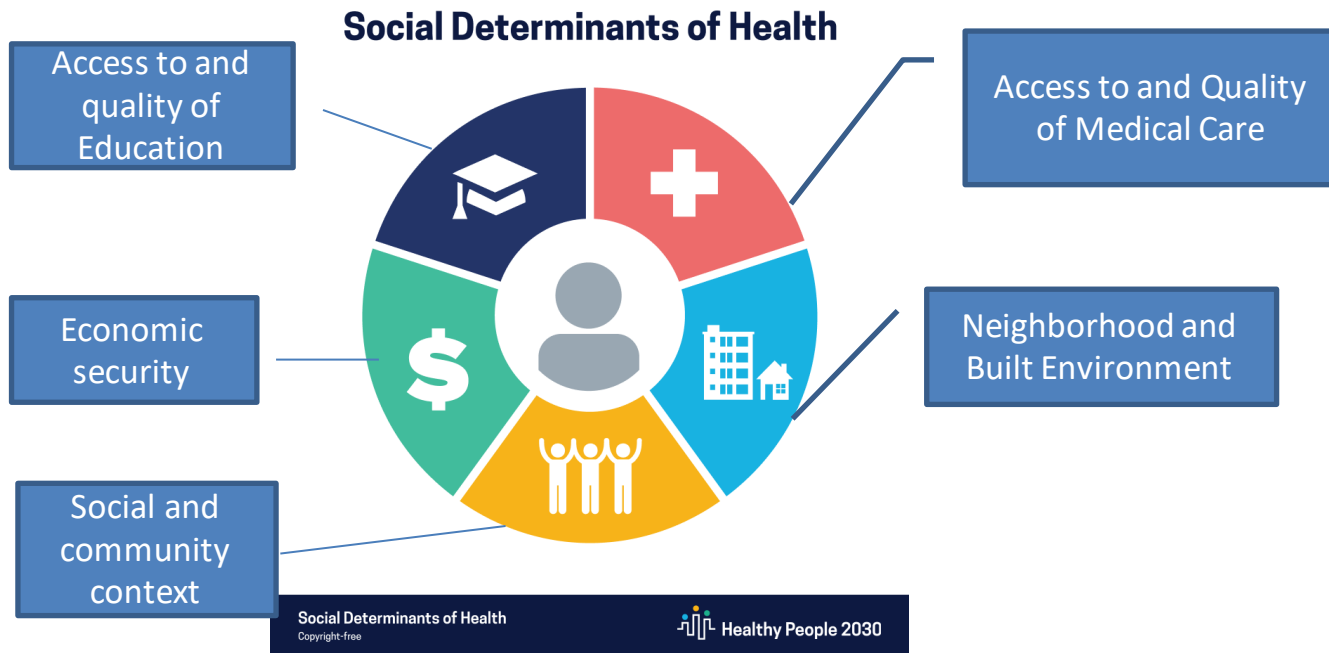 Social Determinants of Health
Access to and
quality of
Education
Access to and Quality
of Medical Care
Economic
security
Neighborhood and
Built Environment
Social and
community
context
Social Determinants of Health
Copyright-free
Healthy People 2030